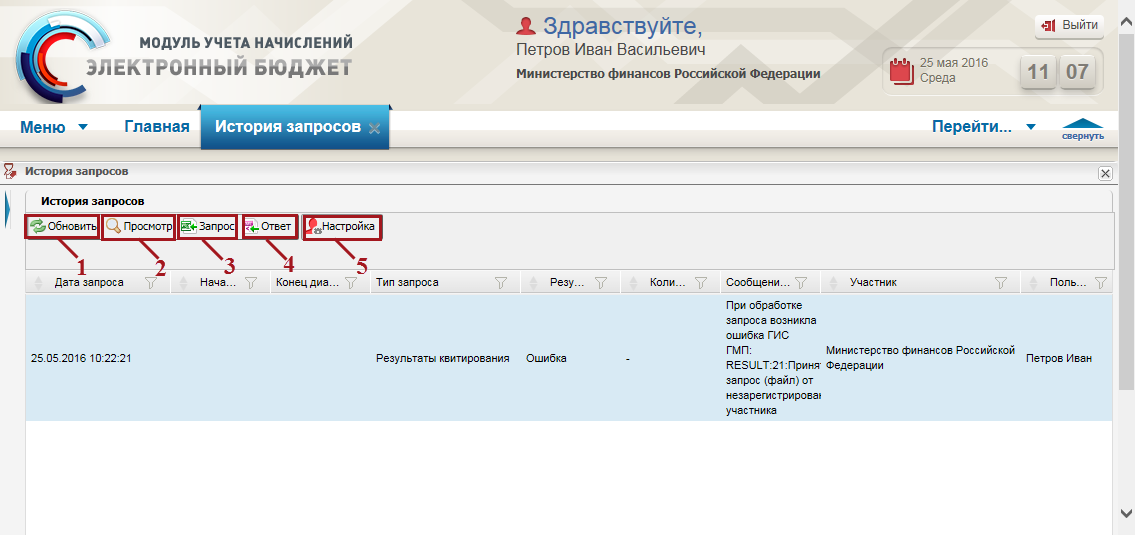 МОДУЛЬ УЧЕТА НАЧИСЛЕНИЙ
ЭЛЕКТРОННЫЙ БЮДЖЕТ
Здравствуйте,
Петров Иван Васильевич
Министерство финансов Российской Федерации
Выйти
25 мая 2016
Среда
11 07
Меню
Главная
История запросов
Перейти...
свернуть
История запросов
История запросов
Обновить Просмотр Запрос Ответ Настройка
1 2 3 4 5
Дата запроса Нача... Конец диа... Тип запроса Резу... Коли... Сообщени... Участник Поль...
25.05.2016 10:22:21
Результаты квитирования
Ошибка
-
При обработке
запроса возникла
ошибка ГИС
ГМП:
RESULT:21:Приня
запрос (файл) от
незарегистрирова
участника
Министерство финансов Российской
Федерации
Петров Иван